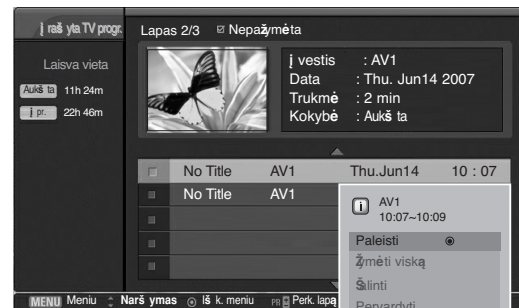 Įrašyta TV progr.
Lapas 2/3 Nepažymėta
Laisva vieta
Aukšta 11h 24m
Įpr. 22h 46m
Įvestis : AV1
Data : Thu. Jun14 2007
Trukmė : 2 min
Kokybė : Aukšta
No Title AV1 Thu.Jun14 10 : 07
No Title AV1
i AV1
10:07~10:09
Paleisti
Žymėti viską
Šalinti
Pervardyti
MENU Meniu Naršymas Iš k. meniu PR Perk. lapą